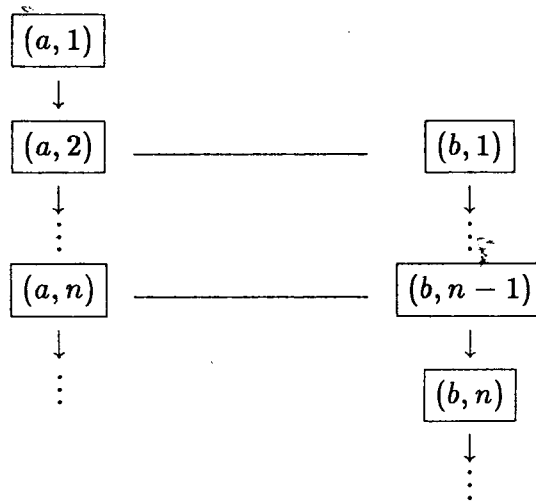 (a, 1)
(a, 2) (b, 1)
(a, n) (b, n − 1)
(b, n)